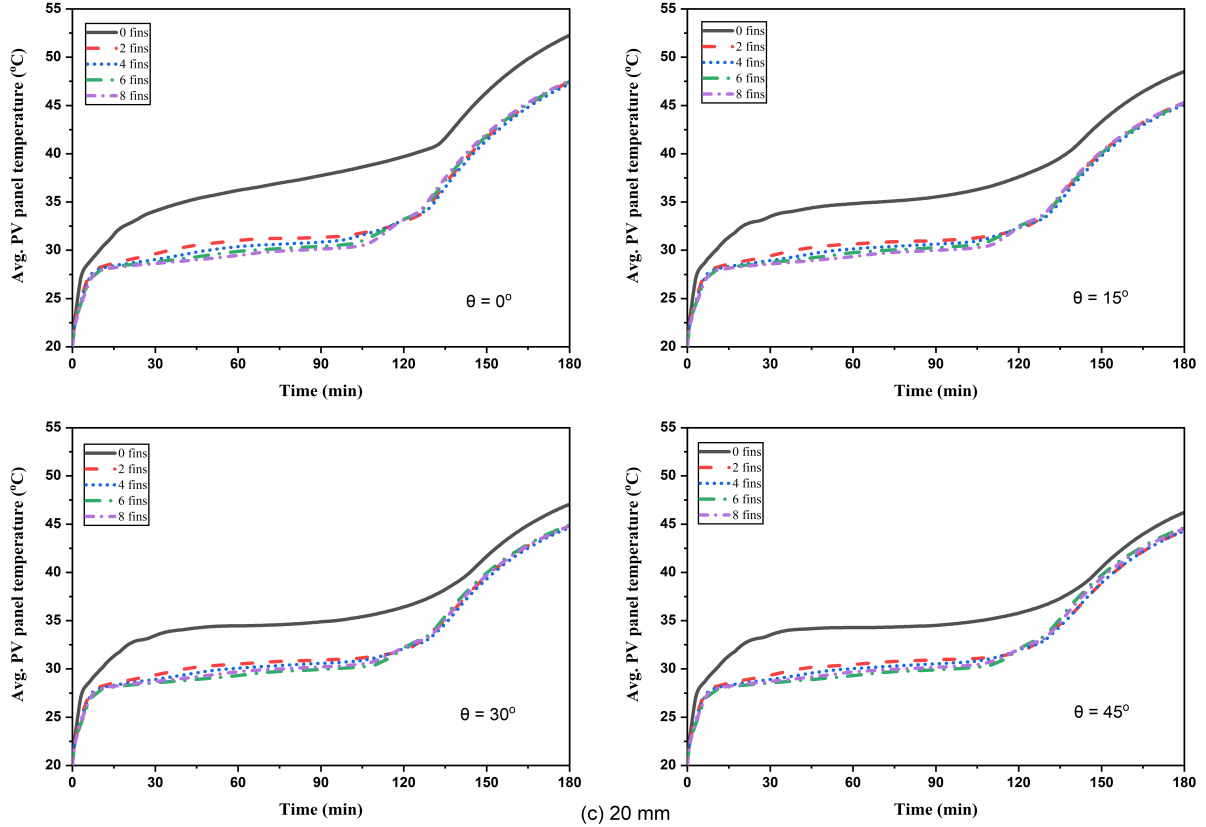 55
50
45
40
35
30
25
20
Avg. PV panel temperature (°C)
0 fins
2 fins
4 fins
6 fins
8 fins
θ = 0°
0 30 60 90 120 150 180
Time (min)
55
50
45
40
35
30
25
20
Avg. PV panel temperature (°C)
0 fins
2 fins
4 fins
6 fins
8 fins
θ = 15°
0 30 60 90 120 150 180
Time (min)
55
50
45
40
35
30
25
20
Avg. PV panel temperature (°C)
0 fins
2 fins
4 fins
6 fins
8 fins
θ = 30°
0 30 60 90 120 150 180
Time (min)
55
50
45
40
35
30
25
20
Avg. PV panel temperature (°C)
0 fins
2 fins
4 fins
6 fins
8 fins
θ = 45°
0 30 60 90 120 150 180
Time (min)
(c) 20 mm